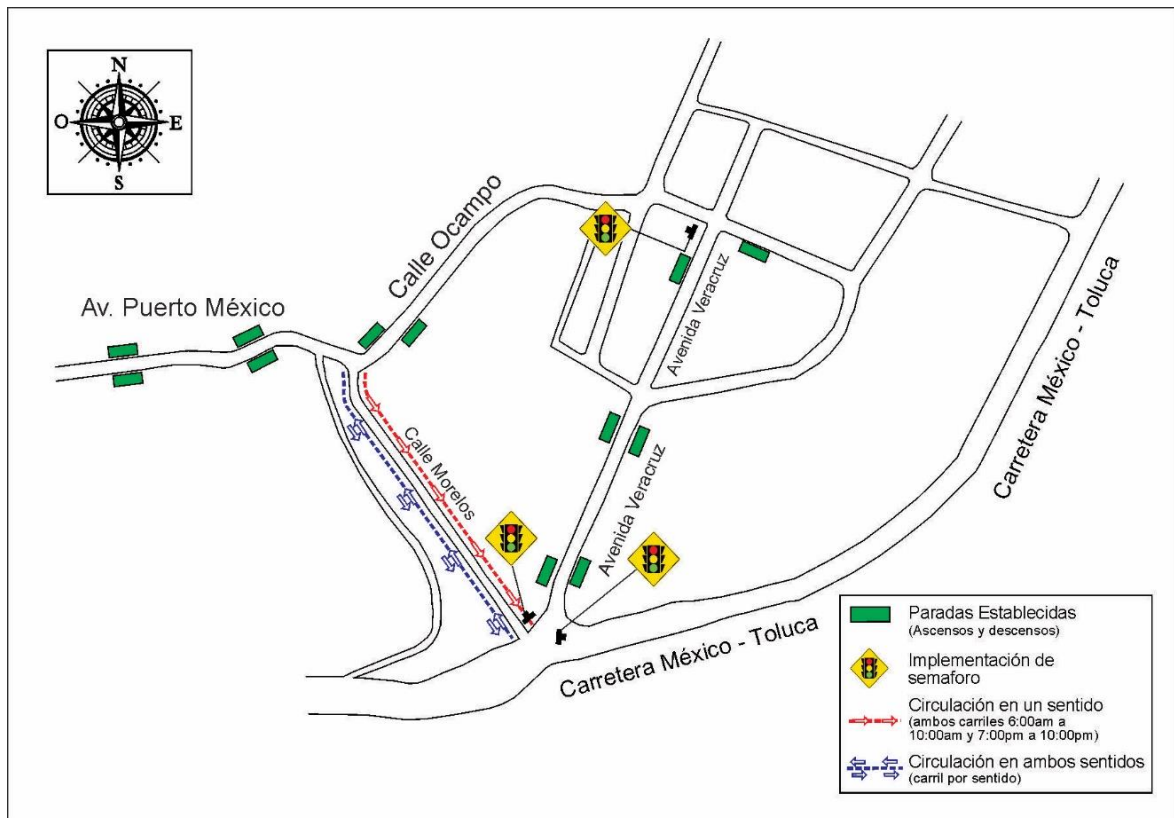 N
O
E
S
Av. Puerto México
Calle Ocampo
Avenida Veracruz
Calle Morelos
Avenida Veracruz
Carretera México - Toluca
Carretera México - Toluca
Paradas Establecidas
(Ascensos y descensos)
Implementación de
semaforo
Circulación en un sentido
(ambos carriles 6:00am a
10:00am y 7:00pm a 10:00pm)
Circulación en ambos sentidos
(carril por sentido)